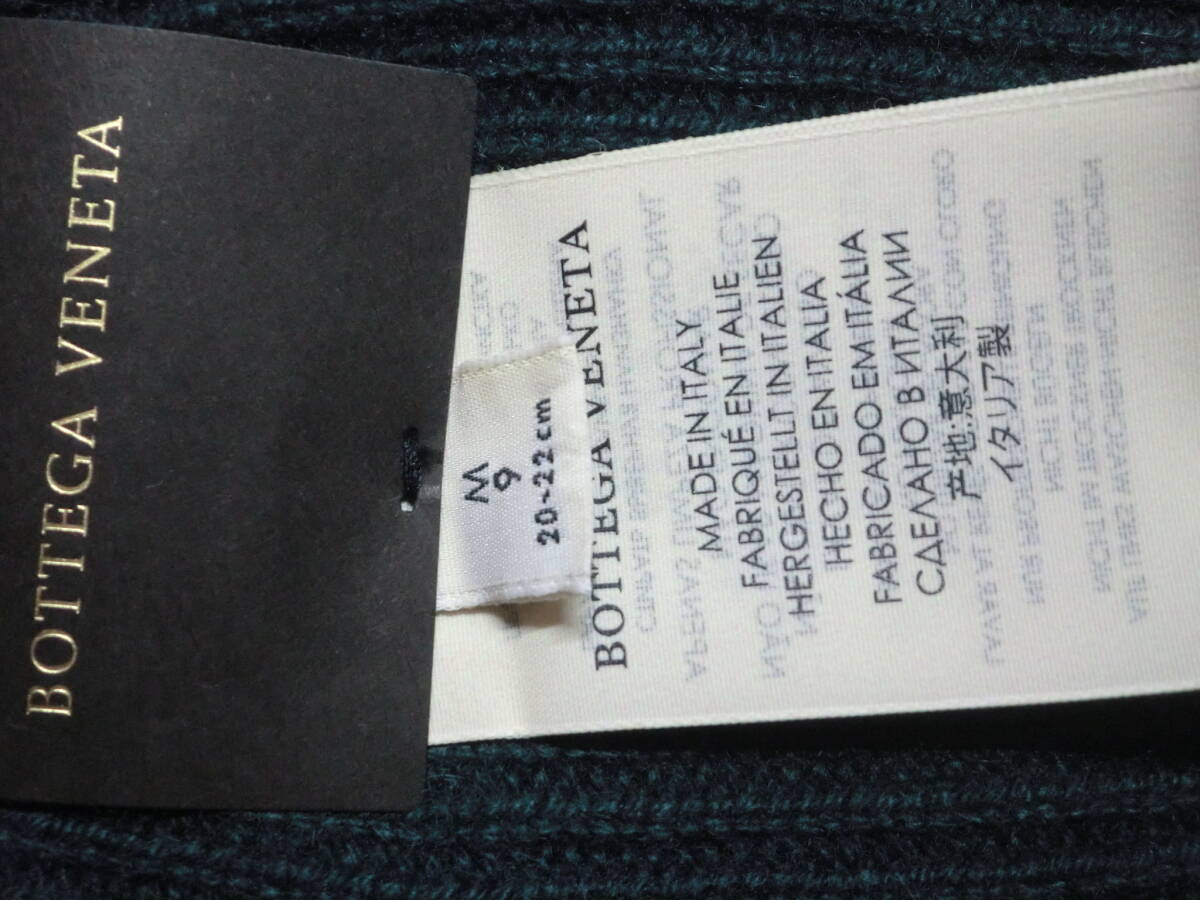 BOTTEGA VENETA
M
9
20~22 cm
BOTTEGA VENETA
MADE IN ITALY
FABRIQUÉ EN ITALIE
HERGESTELLT IN ITALIEN
HECHO EN ITALIA
FABRICADO EM ITÁLIA
СДЕЛАНО В ИТАЛИИ
产地:意大利
イタリア製